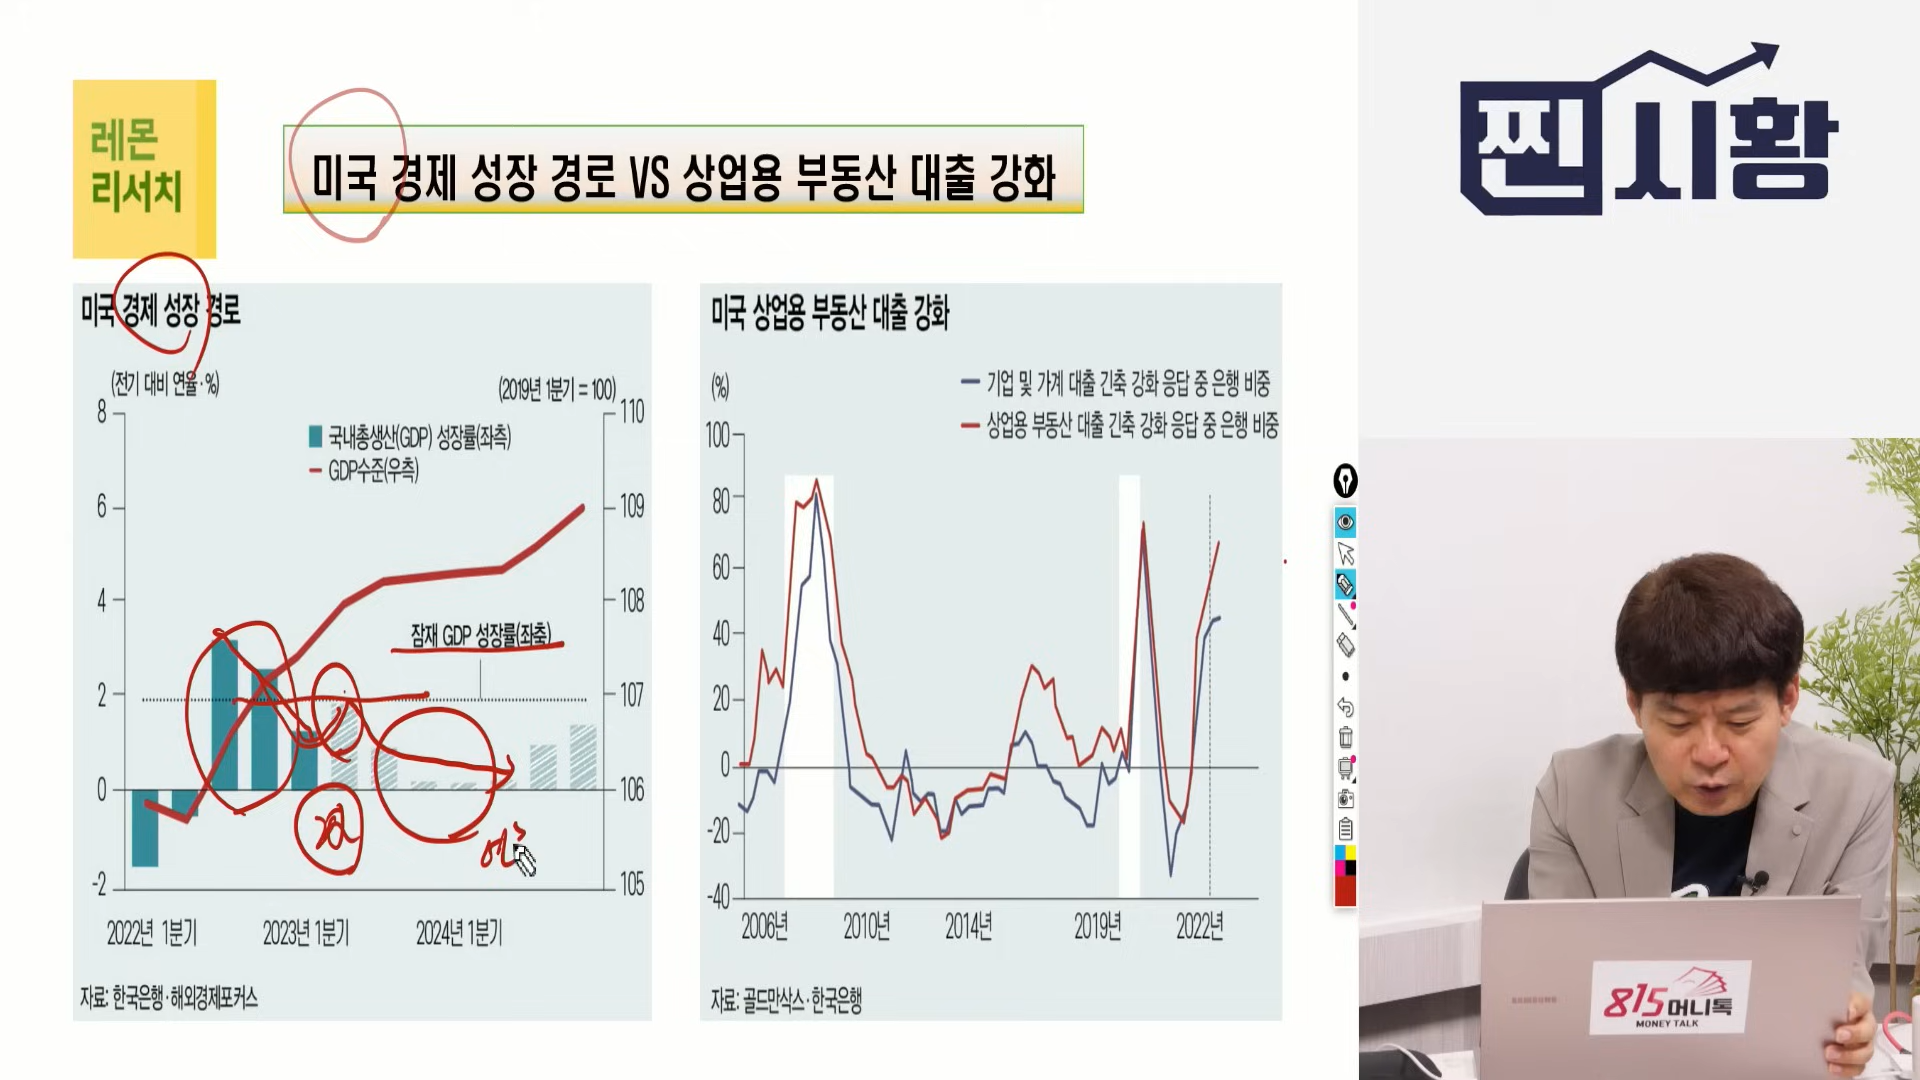 레몬
리서치
미국 경제 성장 경로 VS 상업용 부동산 대출 강화
찐시황
미국 경제 성장 경로
(전기 대비 연율·%)
(2019년 1분기 = 100)
국내총생산(GDP) 성장률(좌측)
GDP수준(우측)
잠재 GDP 성장률(좌측)
8
6
4
2
0
-2
110
109
108
107
106
105
2022년 1분기
2023년 1분기
2024년 1분기
자료: 한국은행·해외경제포커스
미국 상업용 부동산 대출 강화
(%)
기업 및 가계 대출 긴축 강화 응답 중 은행 비중
상업용 부동산 대출 긴축 강화 응답 중 은행 비중
100
80
60
40
20
0
-20
-40
2006년
2010년
2014년
2019년
2022년
자료: 골드만삭스·한국은행
SAMSUNG
815머니톡
MONEY TALK